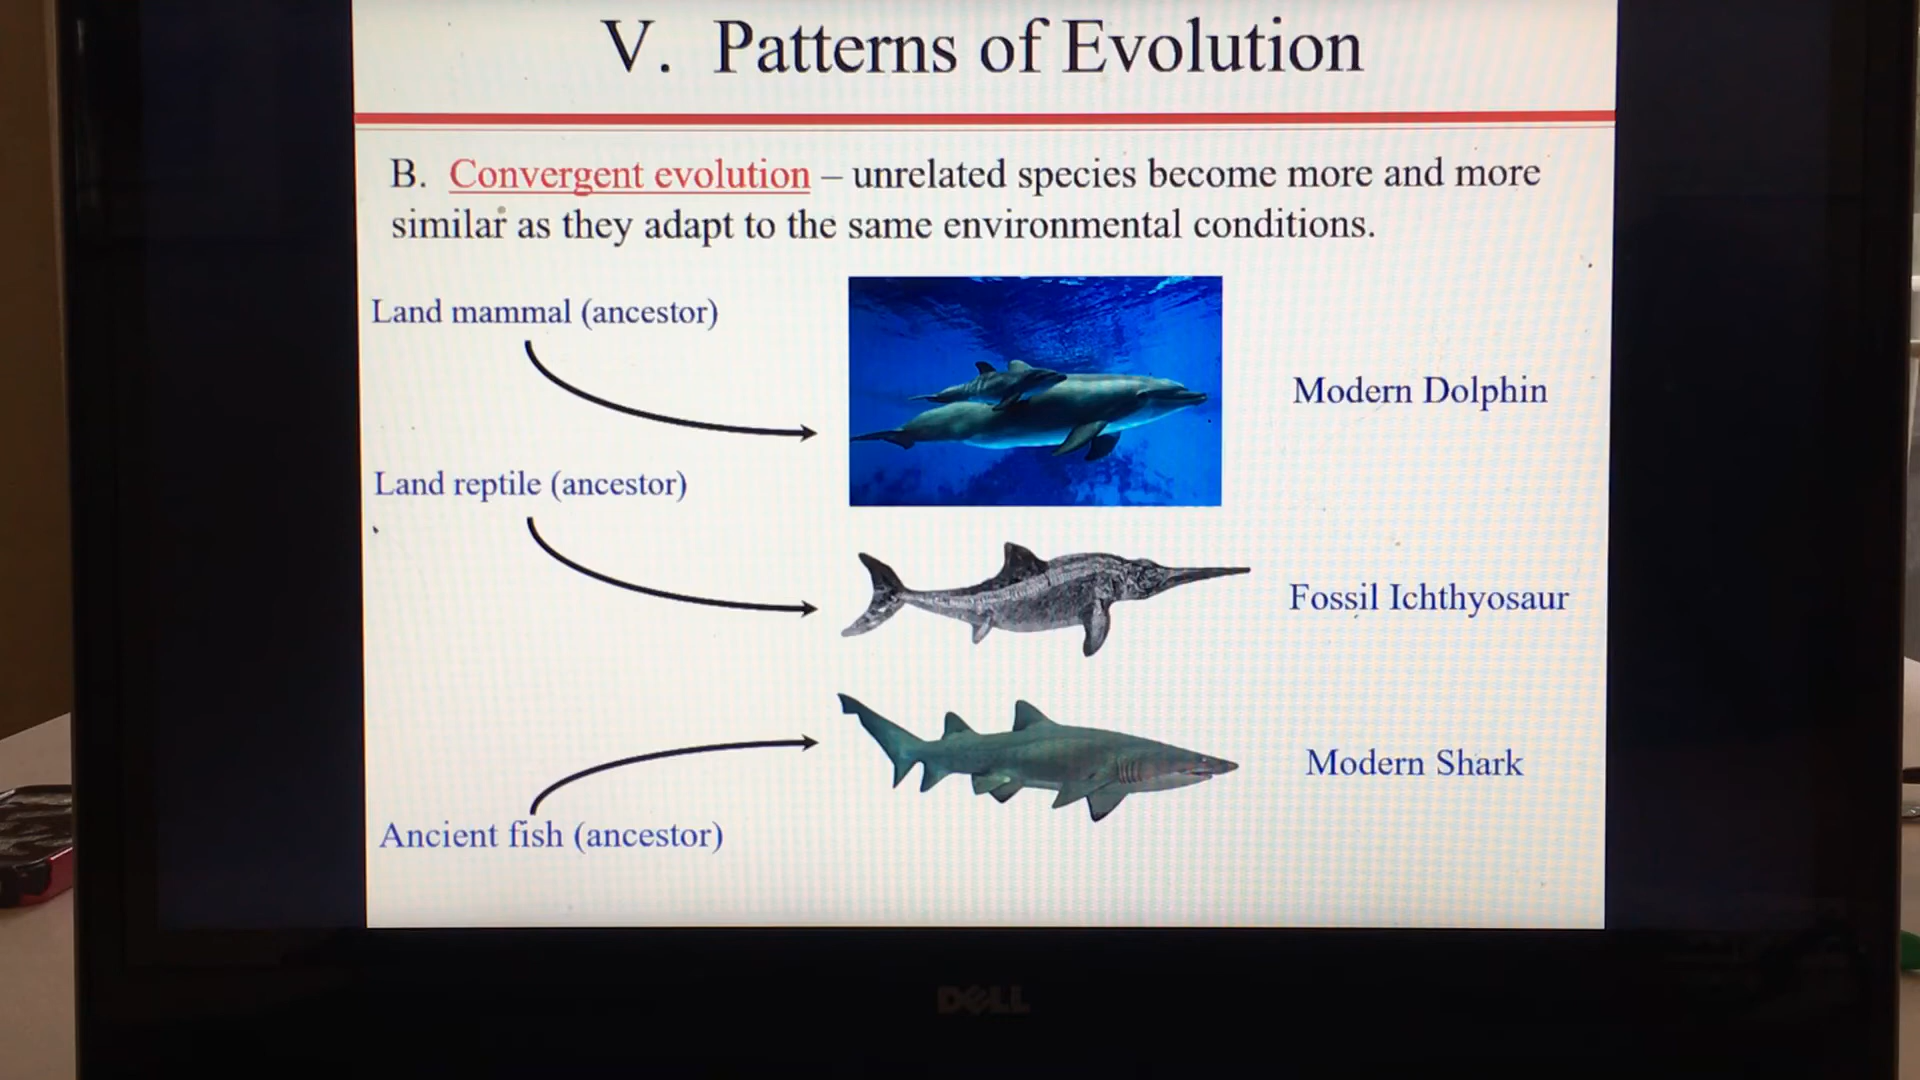 V. Patterns of Evolution
B. Convergent evolution – unrelated species become more and more
similar as they adapt to the same environmental conditions.
Land mammal (ancestor)
Modern Dolphin
Land reptile (ancestor)
Fossil Ichthyosaur
Modern Shark
Ancient fish (ancestor)
DELL